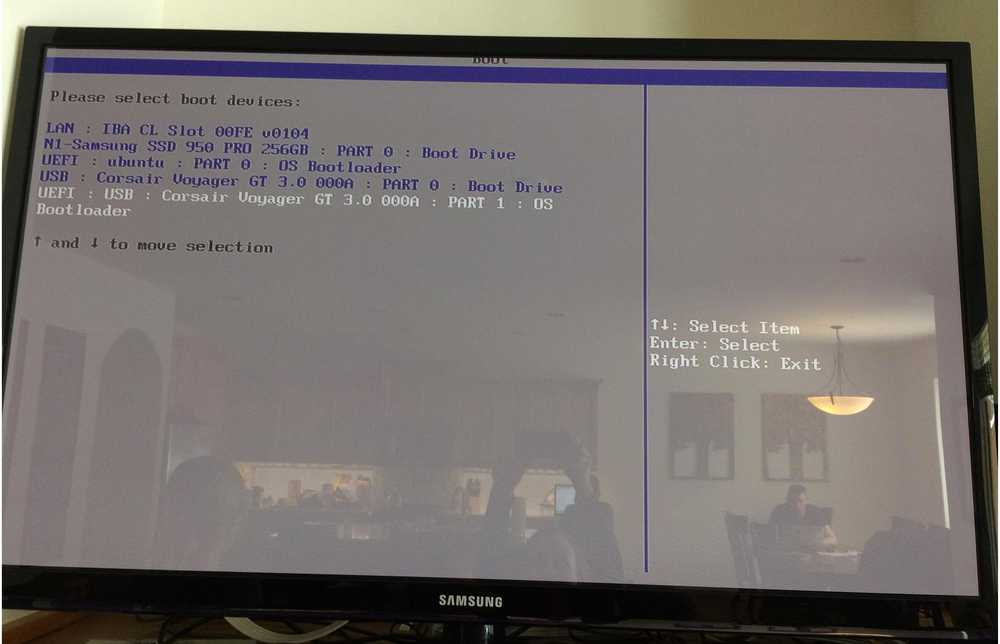 Boot
Please select boot devices:
LAN : IBA CL Slot 00FE v0104
N1-Samsung SSD 950 PRO 256GB : PART 0 : Boot Drive
UEFI : ubuntu : PART 0 : OS Bootloader
USB : Corsair Voyager GT 3.0 000A : PART 0 : Boot Drive
UEFI : USB : Corsair Voyager GT 3.0 000A : PART 1 : OS
Bootloader
↑ and ↓ to move selection
↑↓: Select Item
Enter: Select
Right Click: Exit
SAMSUNG